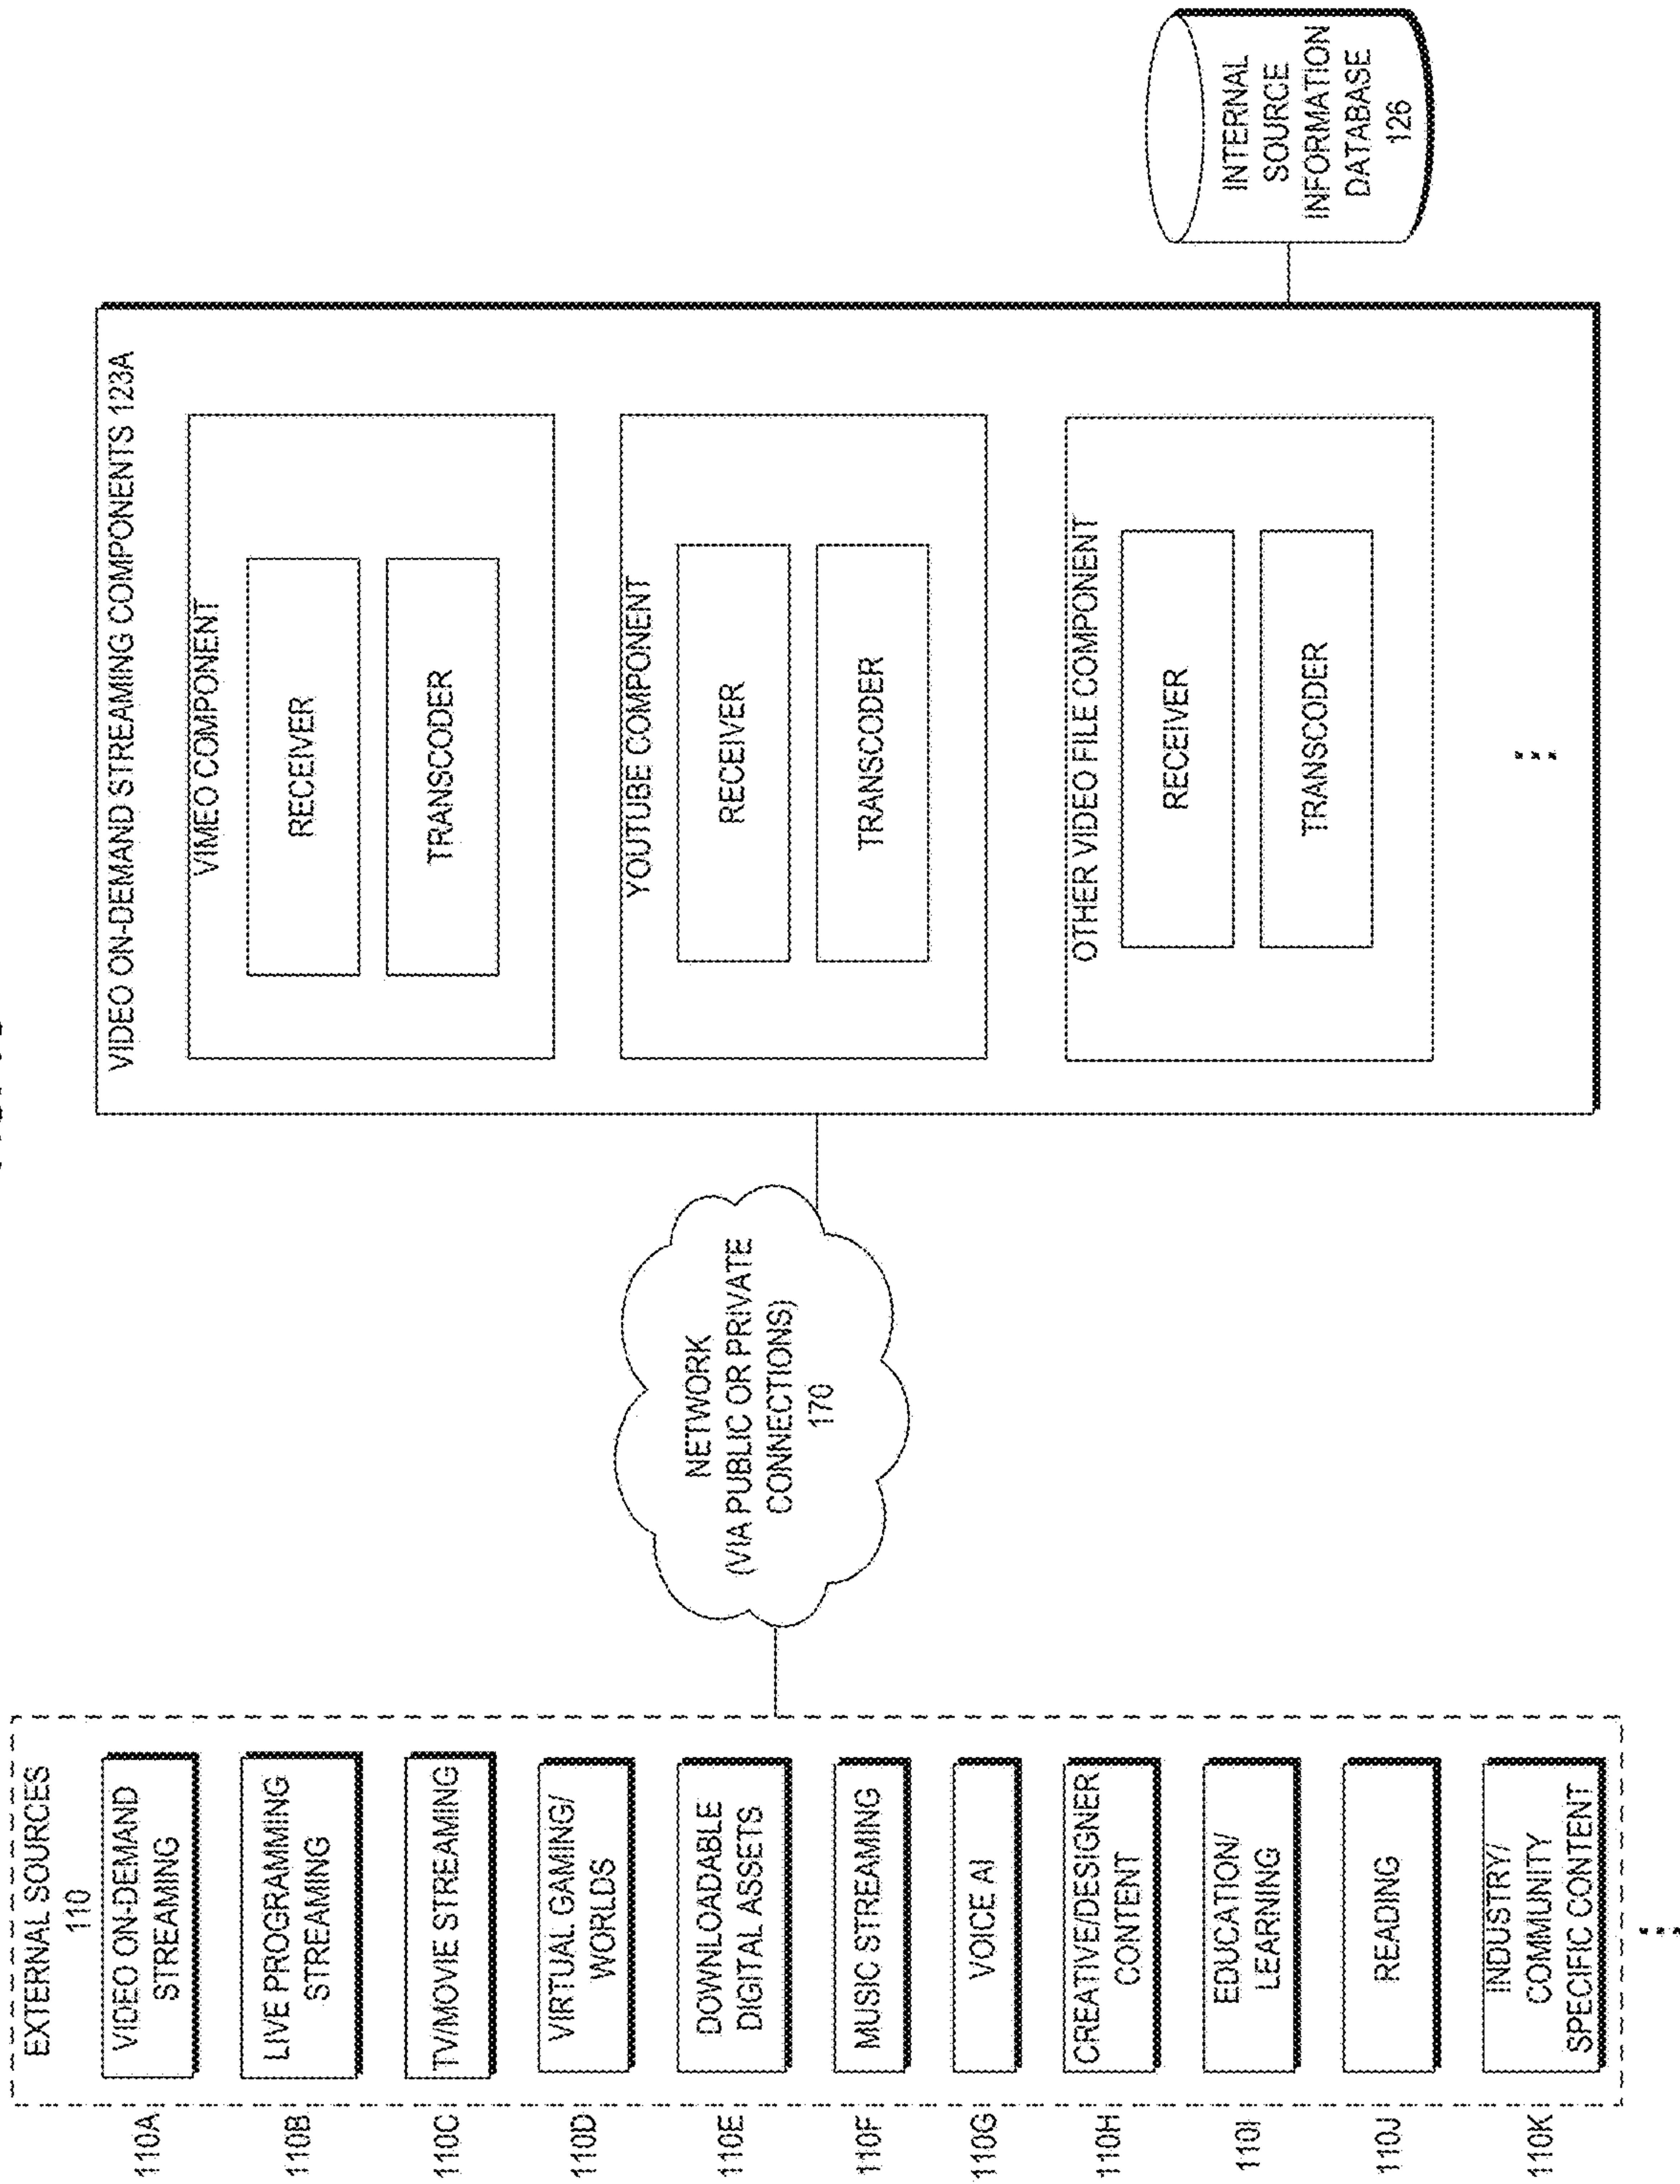 EXTERNAL SOURCES
110
110A
VIDEO ON-DEMAND
STREAMING
110B
LIVE PROGRAMMING
STREAMING
110C
TV/MOVIE STREAMING
110D
VIRTUAL GAMING/
WORLDS
110E
DOWNLOADABLE
DIGITAL ASSETS
110F
MUSIC STREAMING
110G
VOICE AI
110H
CREATIVE/DESIGNER
CONTENT
110I
EDUCATION/
LEARNING
110J
READING
110K
INDUSTRY/
COMMUNITY
SPECIFIC CONTENT
NETWORK
(VIA PUBLIC OR PRIVATE
CONNECTIONS)
170
VIDEO ON-DEMAND STREAMING COMPONENTS 123A
VIMEO COMPONENT
RECEIVER
TRANSCODER
YOUTUBE COMPONENT
RECEIVER
TRANSCODER
OTHER VIDEO FILE COMPONENT
RECEIVER
TRANSCODER
INTERNAL
SOURCE
INFORMATION
DATABASE
126